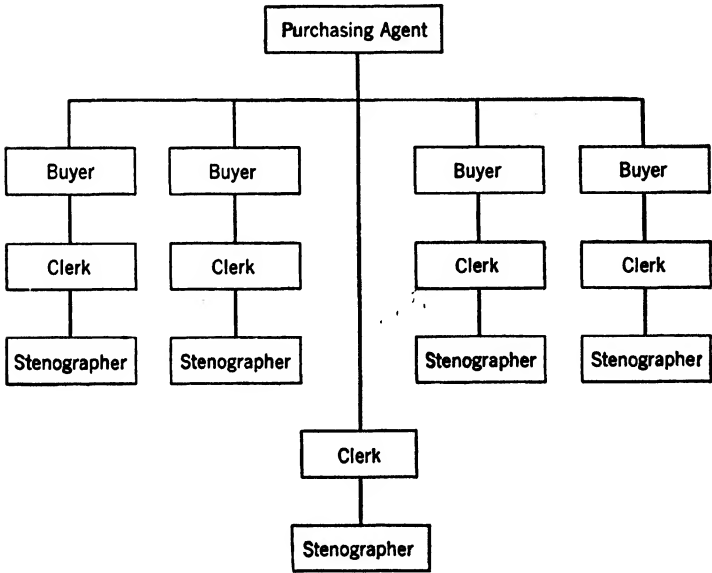 Purchasing Agent
Buyer
Buyer
Buyer
Buyer
Clerk
Clerk
Clerk
Clerk
Stenographer
Stenographer
Stenographer
Stenographer
Clerk
Stenographer